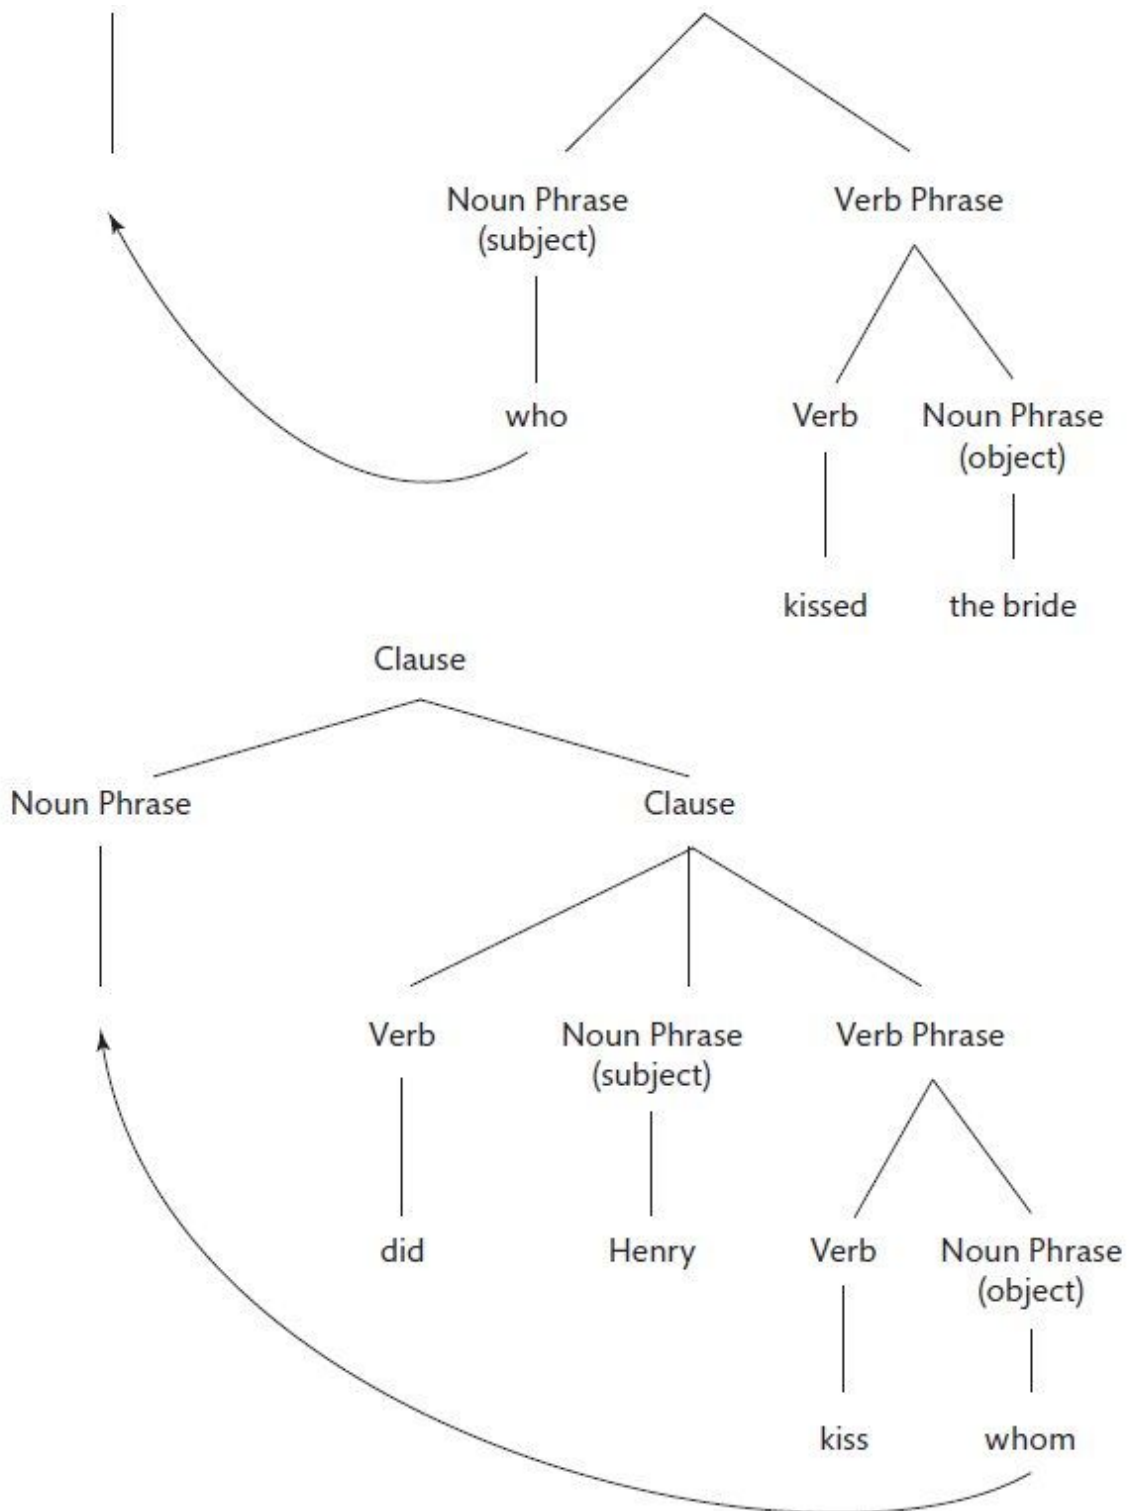 Noun Phrase Verb Phrase
(subject)
who Verb Noun Phrase
(object)
kissed the bride
Clause
Noun Phrase Clause
Verb Noun Phrase Verb Phrase
(subject)
did Henry Verb Noun Phrase
(object)
kiss whom